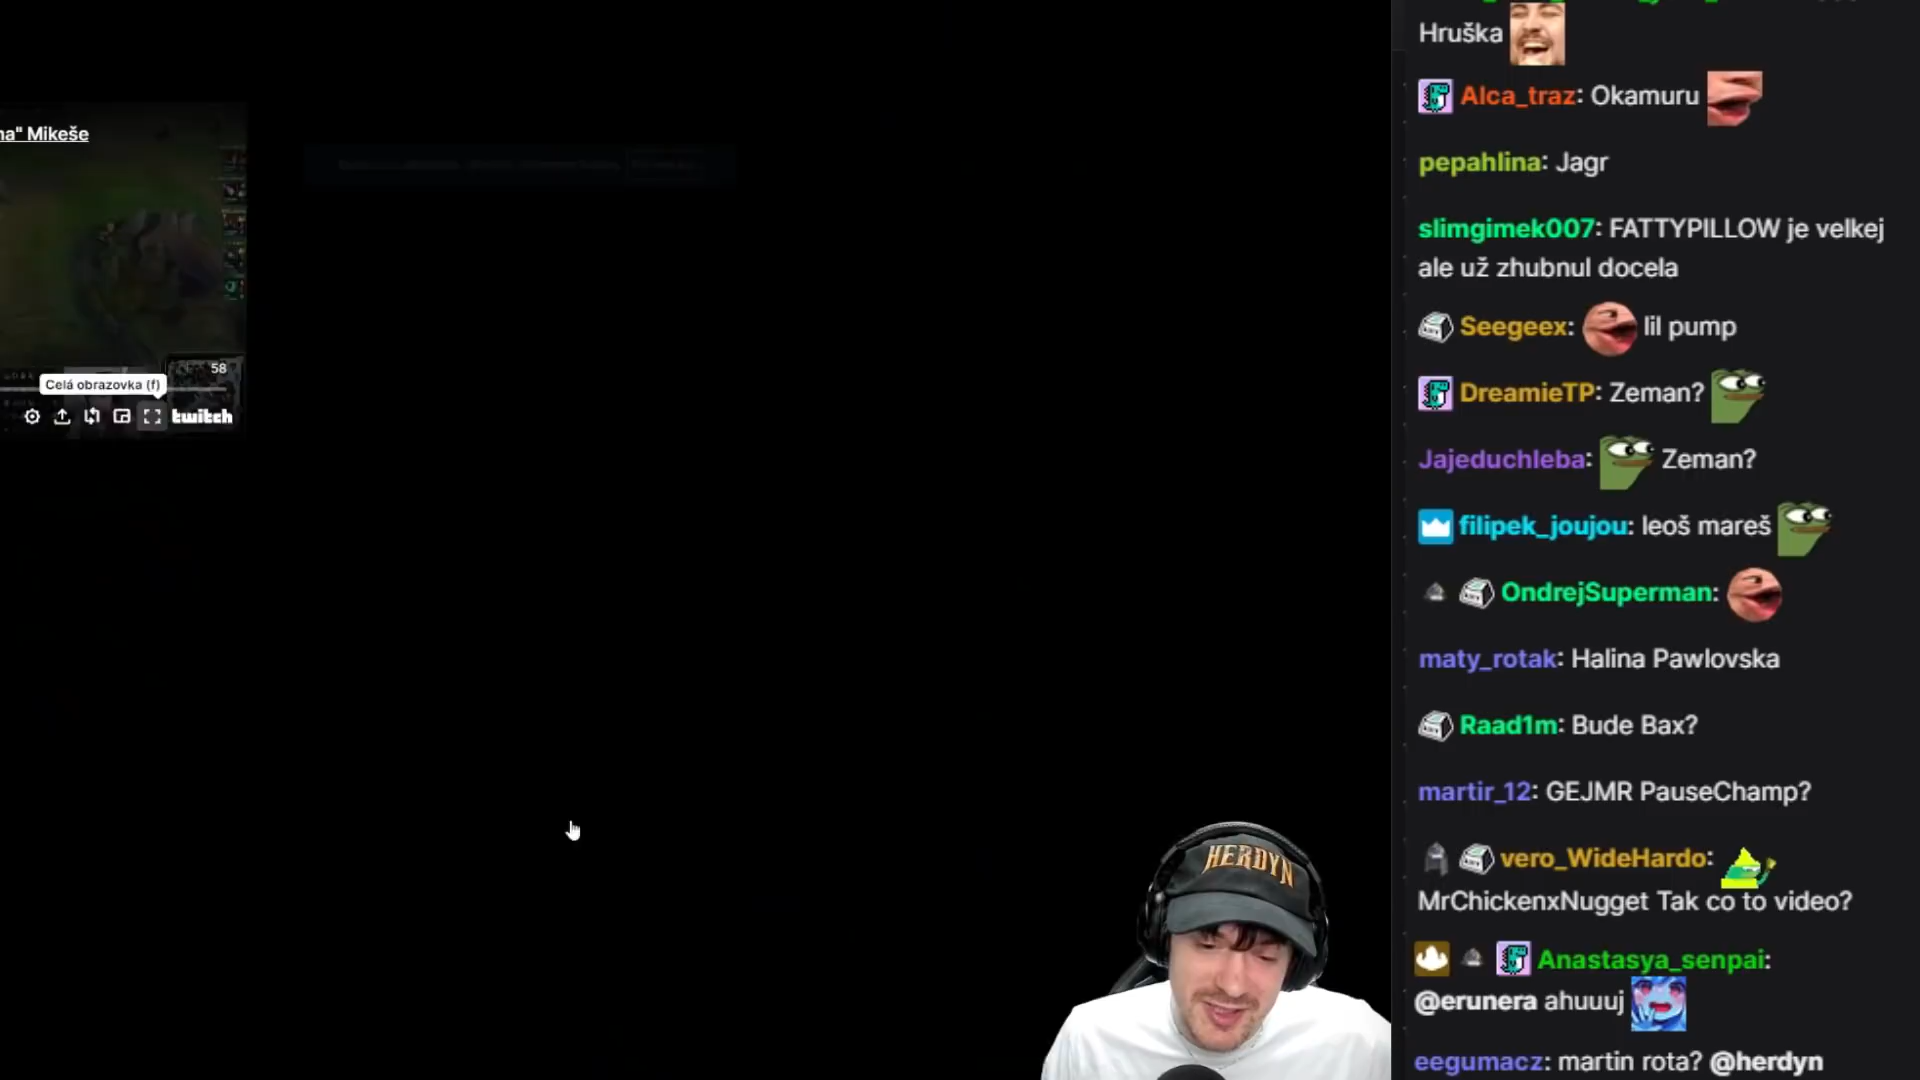 na" Mikeše
58
Celá obrazovka (f)
twitch
HERDYN
Hruška
Alca_traz: Okamuru
pepahlina: Jagr
slimgimek007: FATTYPILLOW je velkej
ale už zhubnul docela
Seegeex: lil pump
DreamieTP: Zeman?
Jajeduchleba: Zeman?
filipek_joujou: leoš mareš
OndrejSuperman:
maty_rotak: Halina Pawlovska
Raad1m: Bude Bax?
martir_12: GEJMR PauseChamp?
vero_WideHardo:
MrChickenxNugget Tak co to video?
Anastasya_senpai:
@erunera ahuuuj
eegumacz: martin rota? @herdyn